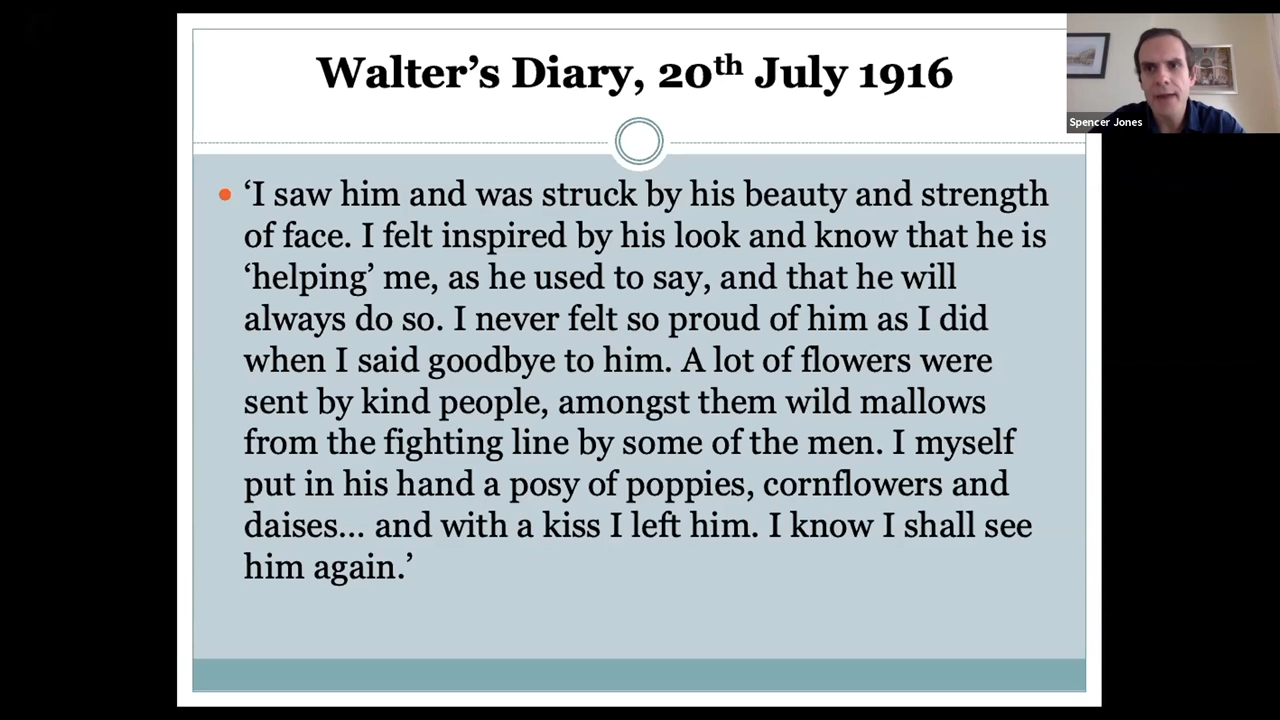 Walter’s Diary, 20th July 1916
Spencer Jones
• ‘I saw him and was struck by his beauty and strength
of face. I felt inspired by his look and know that he is
‘helping’ me, as he used to say, and that he will
always do so. I never felt so proud of him as I did
when I said goodbye to him. A lot of flowers were
sent by kind people, amongst them wild mallows
from the fighting line by some of the men. I myself
put in his hand a posy of poppies, cornflowers and
daises... and with a kiss I left him. I know I shall see
him again.’